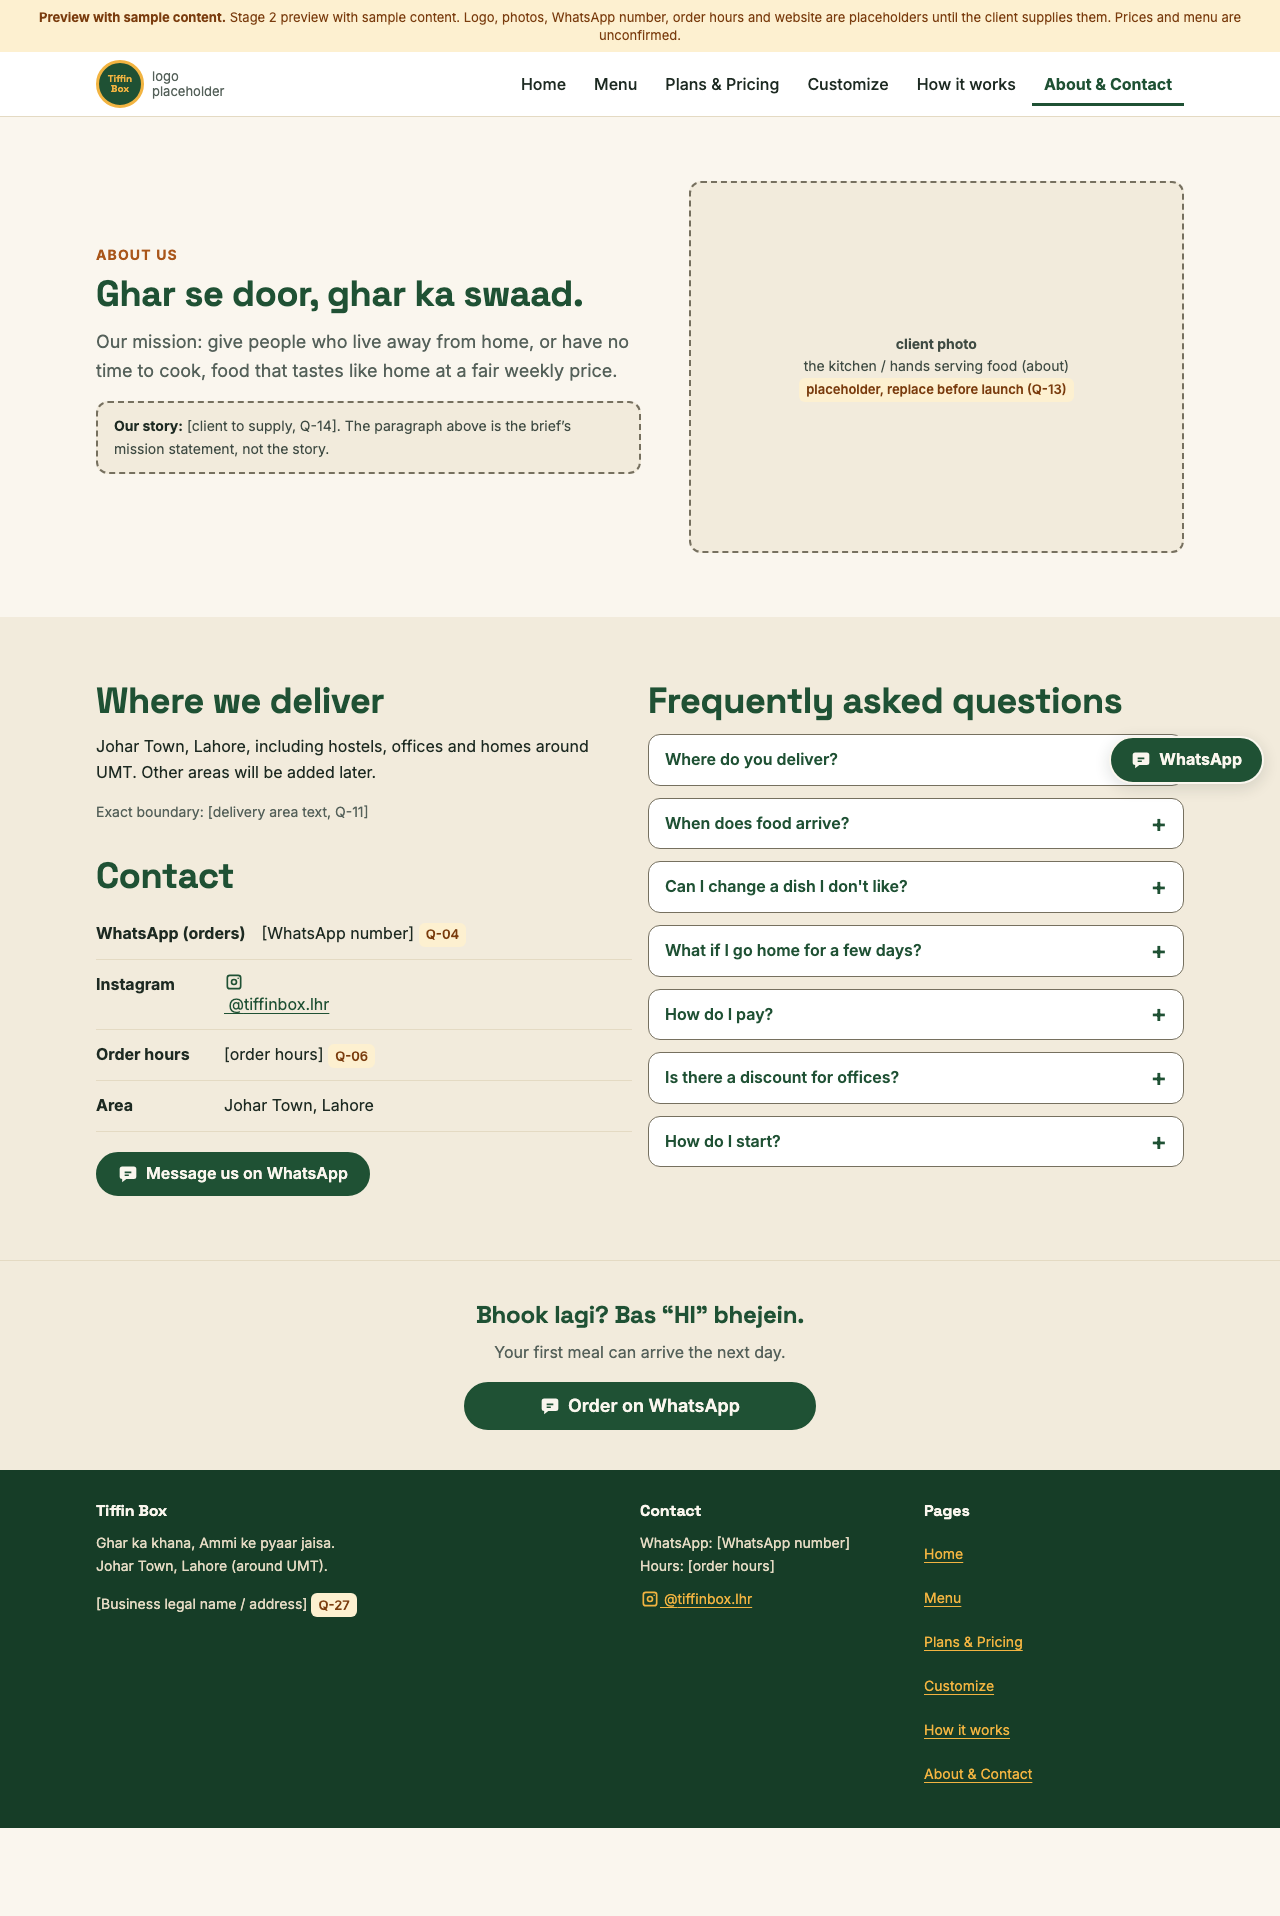 Preview with sample content. Stage 2 preview with sample content. Logo, photos, WhatsApp number, order hours and website are placeholders until the client supplies them. Prices and menu are
unconfirmed.
Tiffin
Box
logo
placeholder
Home
Menu
Plans & Pricing
Customize
How it works
About & Contact
ABOUT US
Ghar se door, ghar ka swaad.
Our mission: give people who live away from home, or have no
time to cook, food that tastes like home at a fair weekly price.
Our story: [client to supply, Q-14]. The paragraph above is the brief’s
mission statement, not the story.
client photo
the kitchen / hands serving food (about)
placeholder, replace before launch (Q-13)
Where we deliver
Johar Town, Lahore, including hostels, offices and homes around
UMT. Other areas will be added later.
Exact boundary: [delivery area text, Q-11]
Contact
WhatsApp (orders) [WhatsApp number] Q-04
Instagram
@tiffinbox.lhr
Order hours [order hours] Q-06
Area Johar Town, Lahore
Message us on WhatsApp
Frequently asked questions
Where do you deliver?
WhatsApp
When does food arrive? +
Can I change a dish I don't like? +
What if I go home for a few days? +
How do I pay? +
Is there a discount for offices? +
How do I start? +
Bhook lagi? Bas “HI” bhejein.
Your first meal can arrive the next day.
Order on WhatsApp
Tiffin Box
Ghar ka khana, Ammi ke pyaar jaisa.
Johar Town, Lahore (around UMT).
[Business legal name / address] Q-27
Contact
WhatsApp: [WhatsApp number]
Hours: [order hours]
@tiffinbox.lhr
Pages
Home
Menu
Plans & Pricing
Customize
How it works
About & Contact